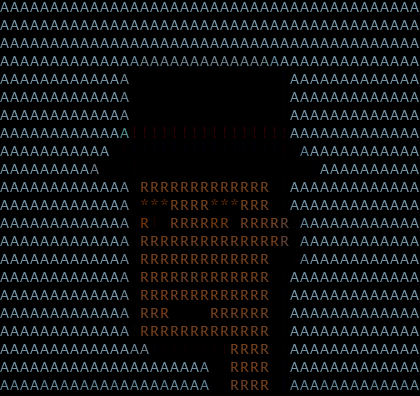 AAAAAAAAAAAAAAAAAAAAAAAAAAAAAAAAAAAAAAAAAA
AAAAAAAAAAAAAAAAAAAAAAAAAAAAAAAAAAAAAAAAAA
AAAAAAAAAAAAAAAAAAAAAAAAAAAAAAAAAAAAAAAAAA
AAAAAAAAAAAAAAAAAAAAAAAAAAAAAAAAAAAAAAAAAA
AAAAAAAAAAAAA                AAAAAAAAAAAAA
AAAAAAAAAAAAA                AAAAAAAAAAAAA
AAAAAAAAAAAAA                AAAAAAAAAAAAA
AAAAAAAAAAAAA!!!!!!!!!!!!!!!!AAAAAAAAAAAAA
AAAAAAAAAAA                   AAAAAAAAAAAA
AAAAAAAAAA                      AAAAAAAAAA
AAAAAAAAAAAAA RRRRRRRRRRRRR  AAAAAAAAAAAAA
AAAAAAAAAAAAA ***RRRR***RRR  AAAAAAAAAAAAA
AAAAAAAAAAAAA R  RRRRRR RRRRR AAAAAAAAAAAA
AAAAAAAAAAAAA RRRRRRRRRRRRRRR AAAAAAAAAAAA
AAAAAAAAAAAAA RRRRRRRRRRRRR   AAAAAAAAAAAA
AAAAAAAAAAAAA RRRRRRRRRRRRR  AAAAAAAAAAAAA
AAAAAAAAAAAAA RRRRRRRRRRRRR  AAAAAAAAAAAAA
AAAAAAAAAAAAA RRR    RRRRRR  AAAAAAAAAAAAA
AAAAAAAAAAAAA RRRRRRRRRRRRR  AAAAAAAAAAAAA
AAAAAAAAAAAAAAA        RRRR  AAAAAAAAAAAAA
AAAAAAAAAAAAAAAAAAAAA  RRRR  AAAAAAAAAAAAA
AAAAAAAAAAAAAAAAAAAAA  RRRR  AAAAAAAAAAAAA